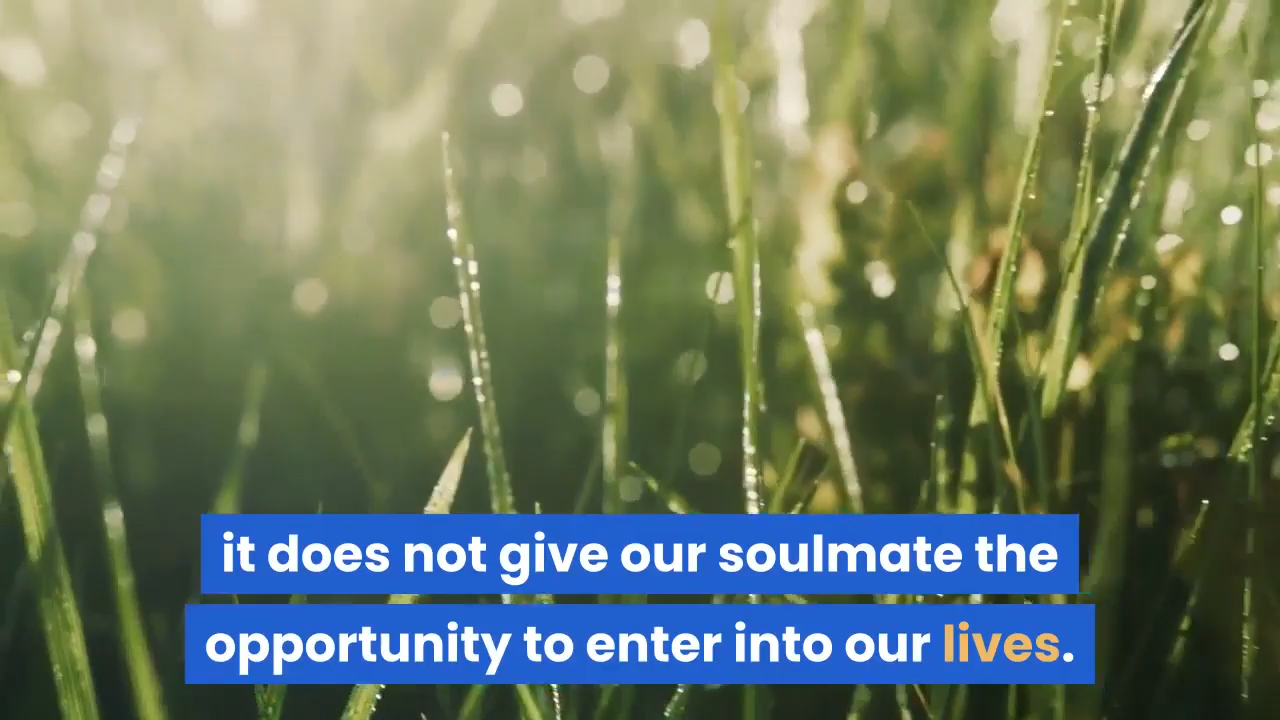 it does not give our soulmate the
opportunity to enter into our lives.